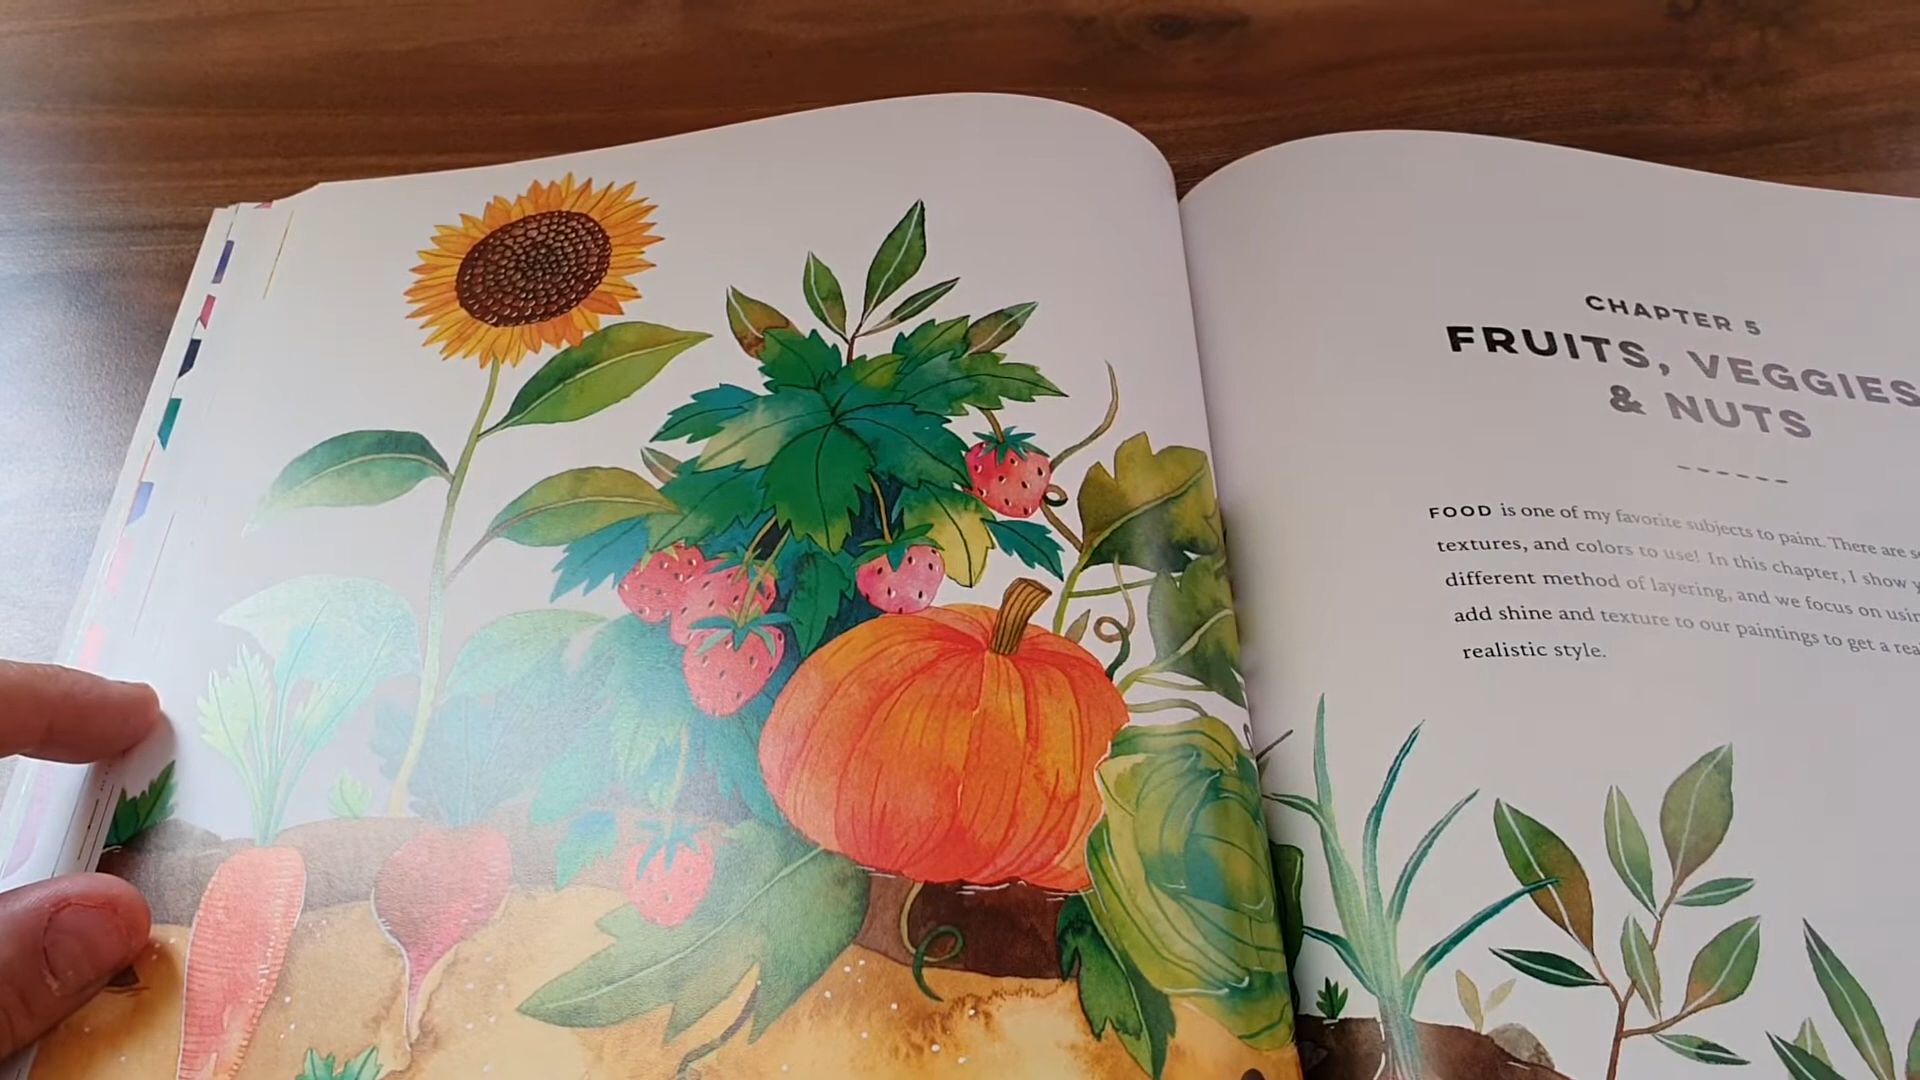 CHAPTER 5
FRUITS, VEGGIES
& NUTS
FOOD is one of my favorite subjects to paint. There are
textures, and colors to use! In this chapter, I show
different method of layering, and we focus on
add shine and texture to our paintings to get a
realistic style.